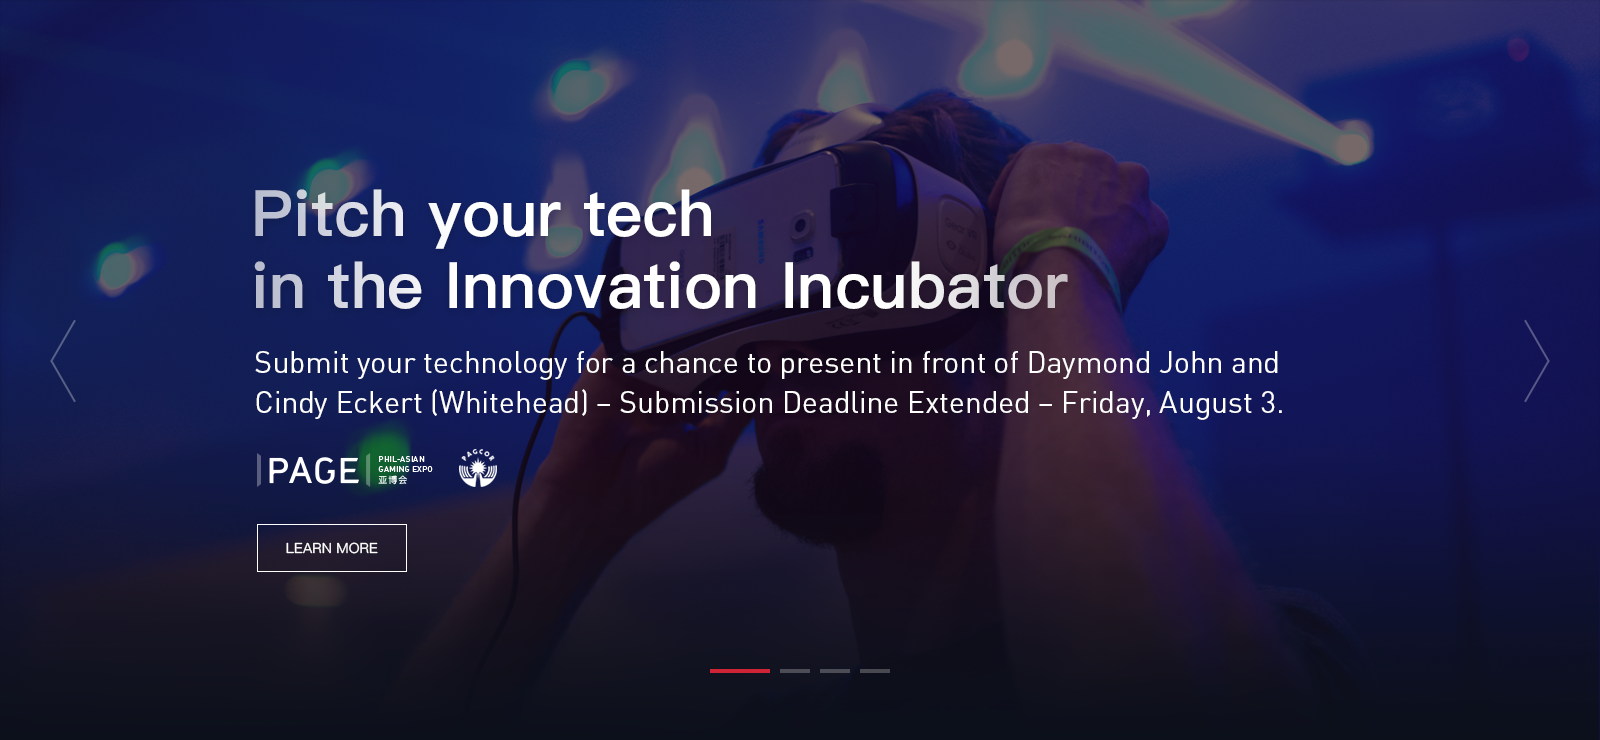 Pitch your tech
in the Innovation Incubator
Submit your technology for a chance to present in front of Daymond John and
Cindy Eckert (Whitehead) – Submission Deadline Extended – Friday, August 3.
PAGE
PHIL-ASIAN
GAMING EXPO
亚博会
PAGCOR
LEARN MORE